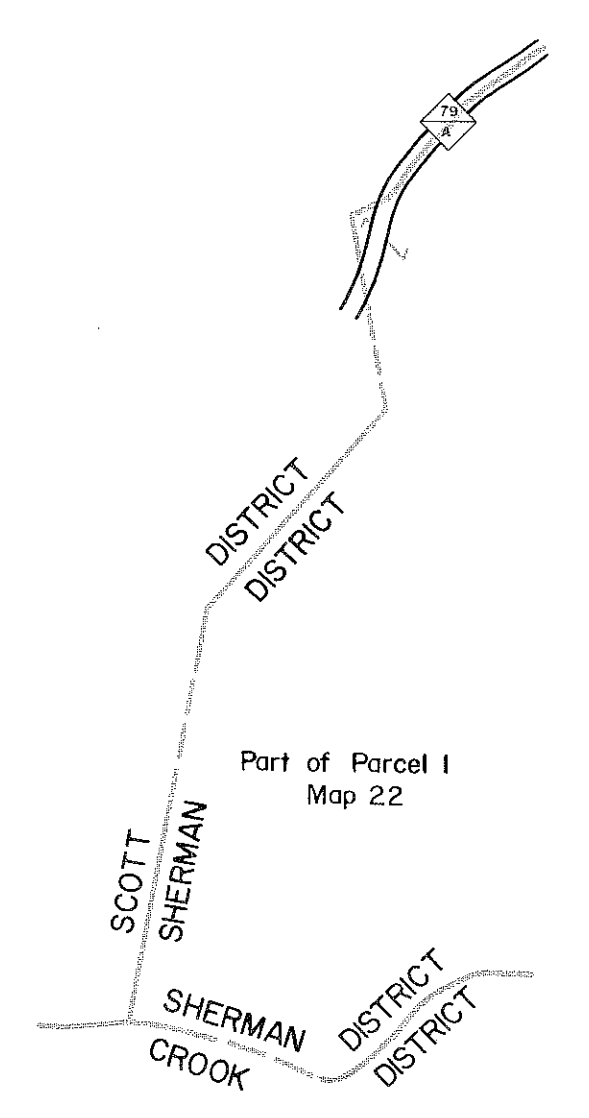 79
A
DISTRICT
DISTRICT
Part of Parcel 1
Map 22
SCOTT
SHERMAN
SHERMAN
CROOK
DISTRICT
DISTRICT